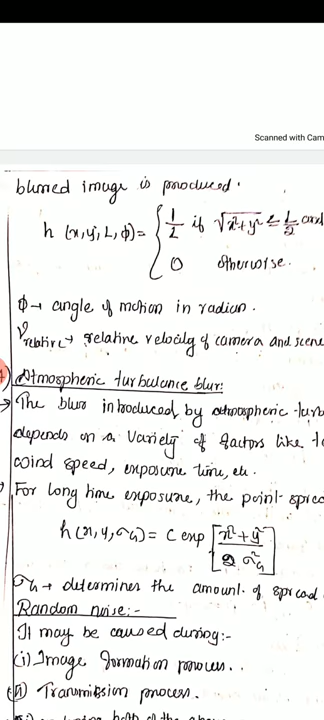 Scanned with Cam
blurred image is produced.
h (x,y,L,φ)= { 1/L if √x²+y² ≤ L/2 and
0 otherwise.
φ→ angle of motion in radian.
Vrelative→ relative velocity of camera and scene
Atmospheric turbulance blur:
→ The blur introduced by atmospheric turb
depends on a Variety of factors like te
wind speed, exposure time, etc.
For long time exposure, the point spread
h(x,y,σG)= C exp [x²+y² / 2 σ²G]
σG→ determines the amount of spread
Random noise:-
It may be caused during:-
(i) Image formation process.
(ii) Transmission process.